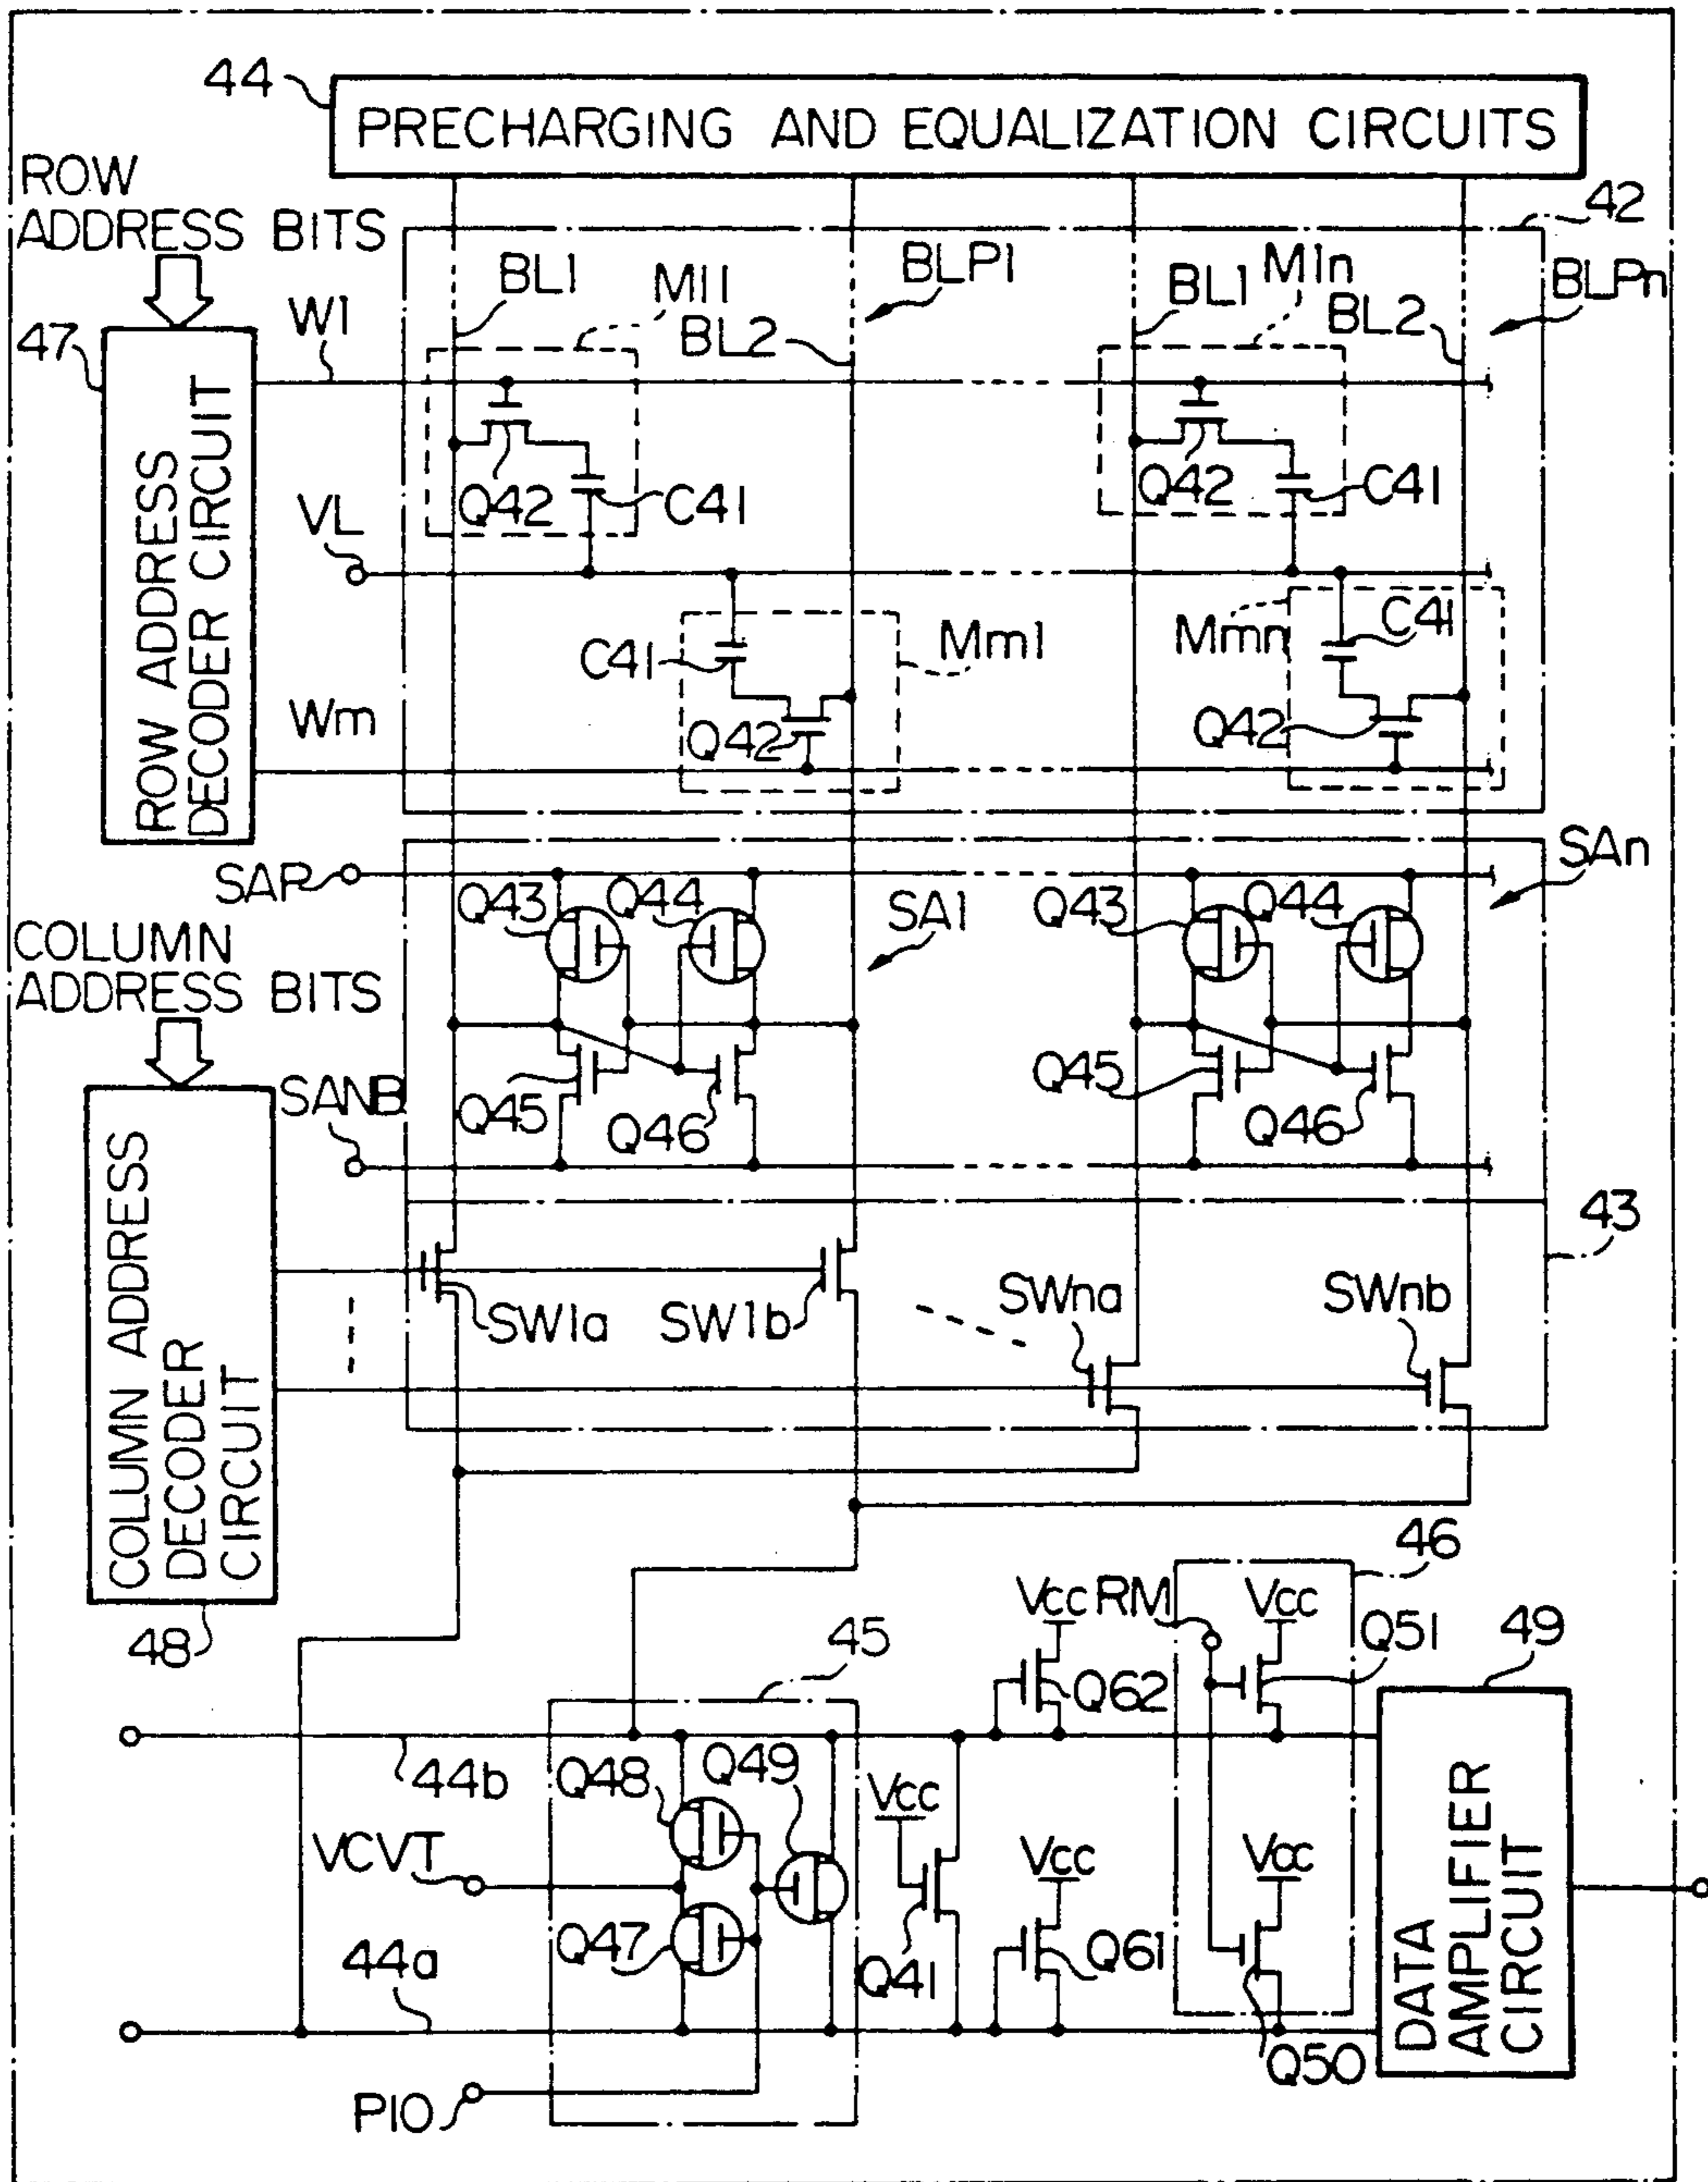 44
PRECHARGING AND EQUALIZATION CIRCUITS
ROW
ADDRESS BITS
42
BL1
M11
BLP1
BL1
M1n
BLPn
W1
BL2
BL2
47
ROW ADDRESS
DECODER CIRCUIT
Q42
C41
Q42
C41
VL
C41
Mm1
Mmn
C41
Wm
Q42
Q42
SAP
SAn
Q43
Q44
SA1
Q43
Q44
COLUMN
ADDRESS BITS
SANB
Q45
Q46
Q45
Q46
43
COLUMN ADDRESS
DECODER
CIRCUIT
SW1a
SW1b
SWna
SWnb
46
48
45
Vcc
RM
Vcc
Q51
49
Q62
44b
Q48
Q49
Vcc
VCVT
Vcc
Vcc
Q47
44a
Q41
Q61
DATA
AMPLIFIER
CIRCUIT
PIO
Q50